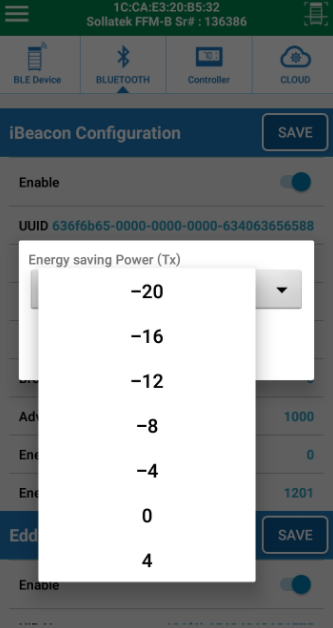 1C:CA:E3:20:B5:32
Sollatek FFM-B Sr# : 136386
BLE Device
BLUETOOTH
Controller
CLOUD
iBeacon Configuration
SAVE
Enable
UUID 636f6b65-0000-0000-0000-634063656588
Energy saving Power (Tx)
−20
−16
−12
−8
−4
Adv
1000
Ene
0
Ene
1201
0
Edd
SAVE
4
Enable